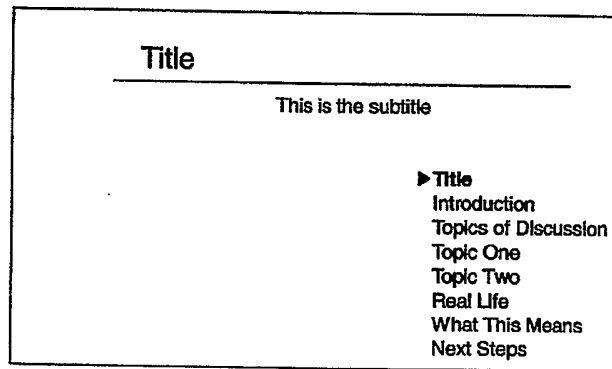 Title
This is the subtitle
▶Title
Introduction
Topics of Discussion
Topic One
Topic Two
Real Life
What This Means
Next Steps